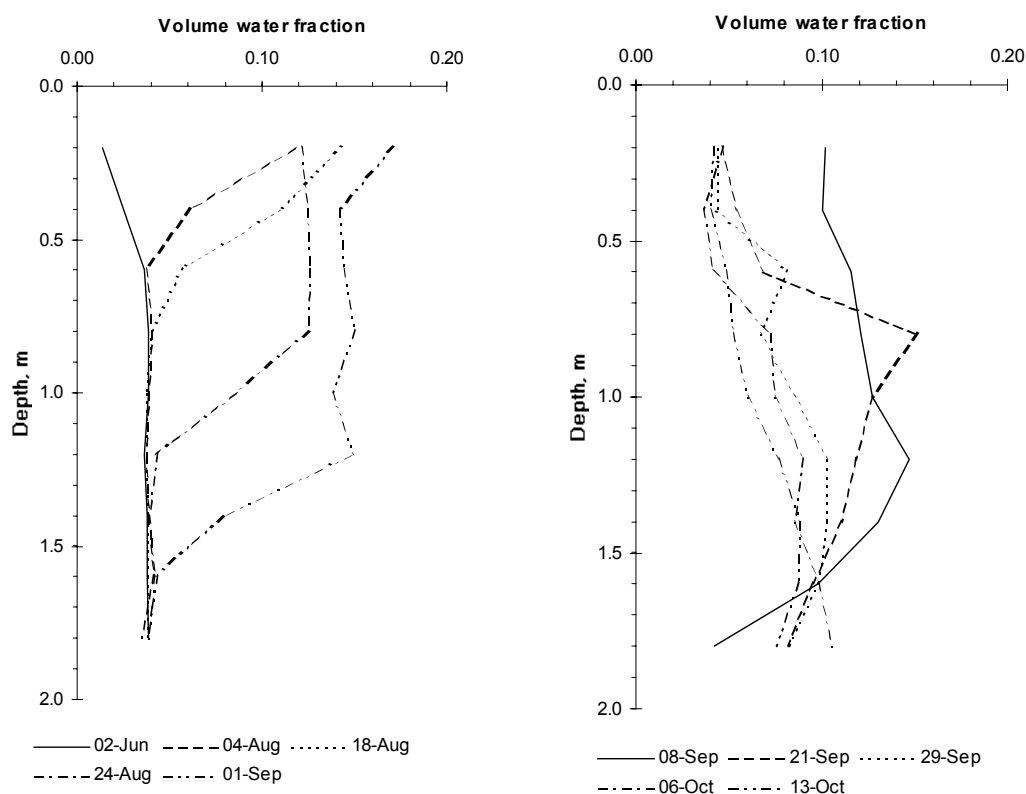 Volume water fraction
0.00 0.10 0.20
0.0
0.5
1.0
1.5
2.0
Depth, m
02-Jun 04-Aug 18-Aug
24-Aug 01-Sep
Volume water fraction
0.00 0.10 0.20
0.0
0.5
1.0
1.5
2.0
Depth, m
08-Sep 21-Sep 29-Sep
06-Oct 13-Oct